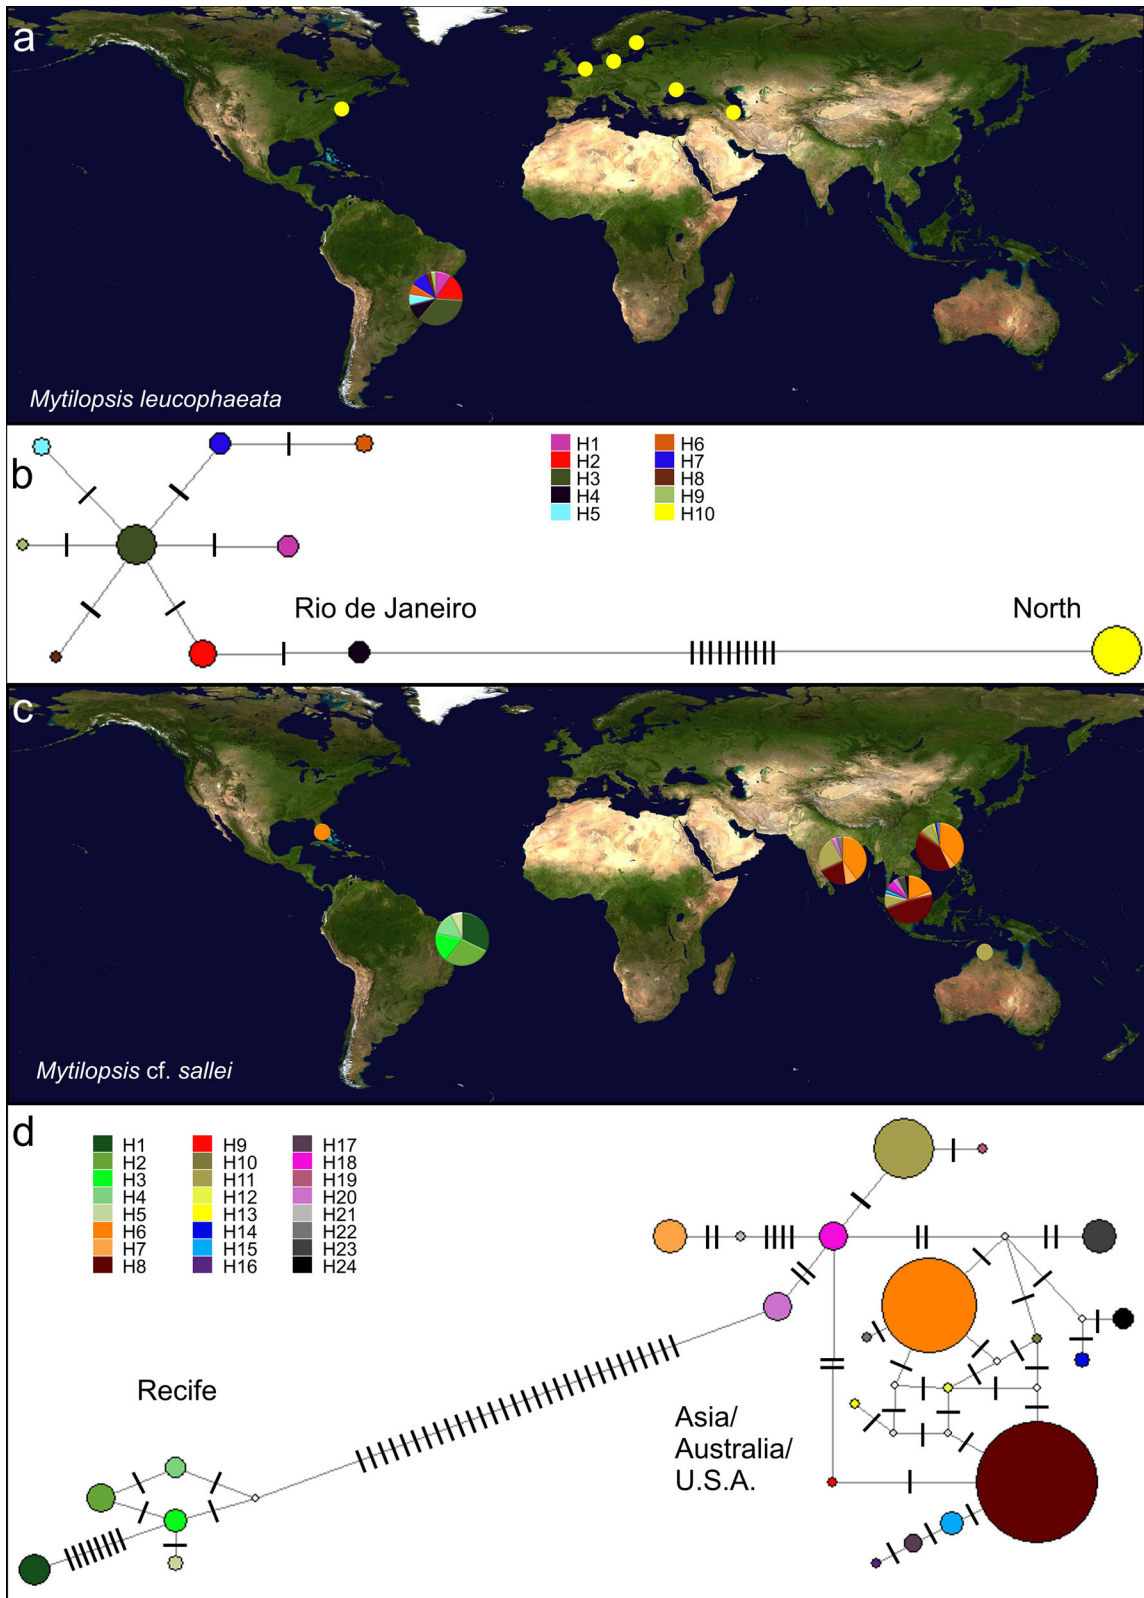 a
Mytilopsis leucophaeata
b
H1 H6
H2 H7
H3 H8
H4 H9
H5 H10
Rio de Janeiro
North
c
Mytilopsis cf. sallei
d
H1 H9 H17
H2 H10 H18
H3 H11 H19
H4 H12 H20
H5 H13 H21
H6 H14 H22
H7 H15 H23
H8 H16 H24
Recife
Asia/
Australia/
U.S.A.